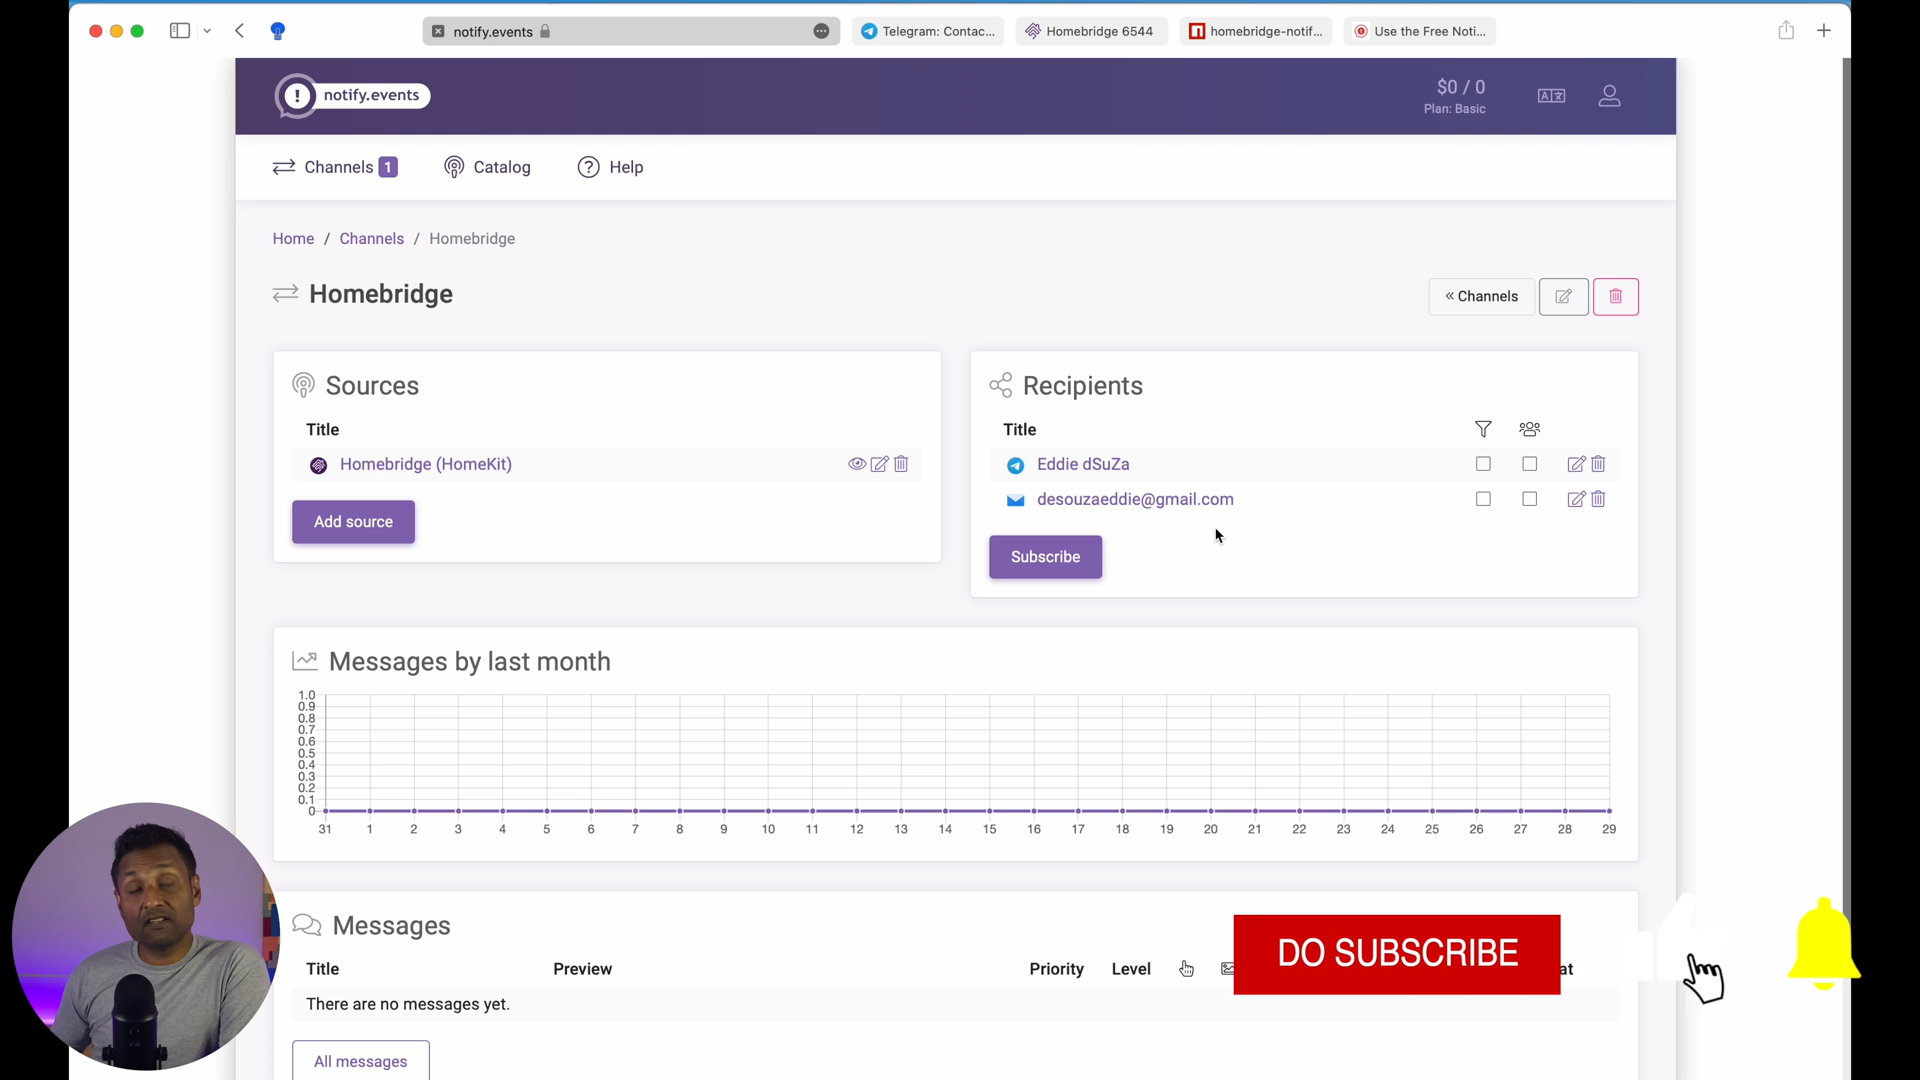 notify.events
Telegram: Contac...
Homebridge 6544
homebridge-notif...
Use the Free Noti...
! notify.events
$0 / 0
Plan: Basic
A
Channels 1
Catalog
? Help
Home / Channels / Homebridge
Homebridge
« Channels
Sources
Title
Homebridge (HomeKit)
Add source
Recipients
Title
Eddie dSuZa
desouzaeddie@gmail.com
Subscribe
Messages by last month
1.0
0.9
0.8
0.7
0.6
0.5
0.4
0.3
0.2
0.1
0
31 1 2 3 4 5 6 7 8 9 10 11 12 13 14 15 16 17 18 19 20 21 22 23 24 25 26 27 28 29
Messages
Title Preview Priority Level at
DO SUBSCRIBE
There are no messages yet.
All messages